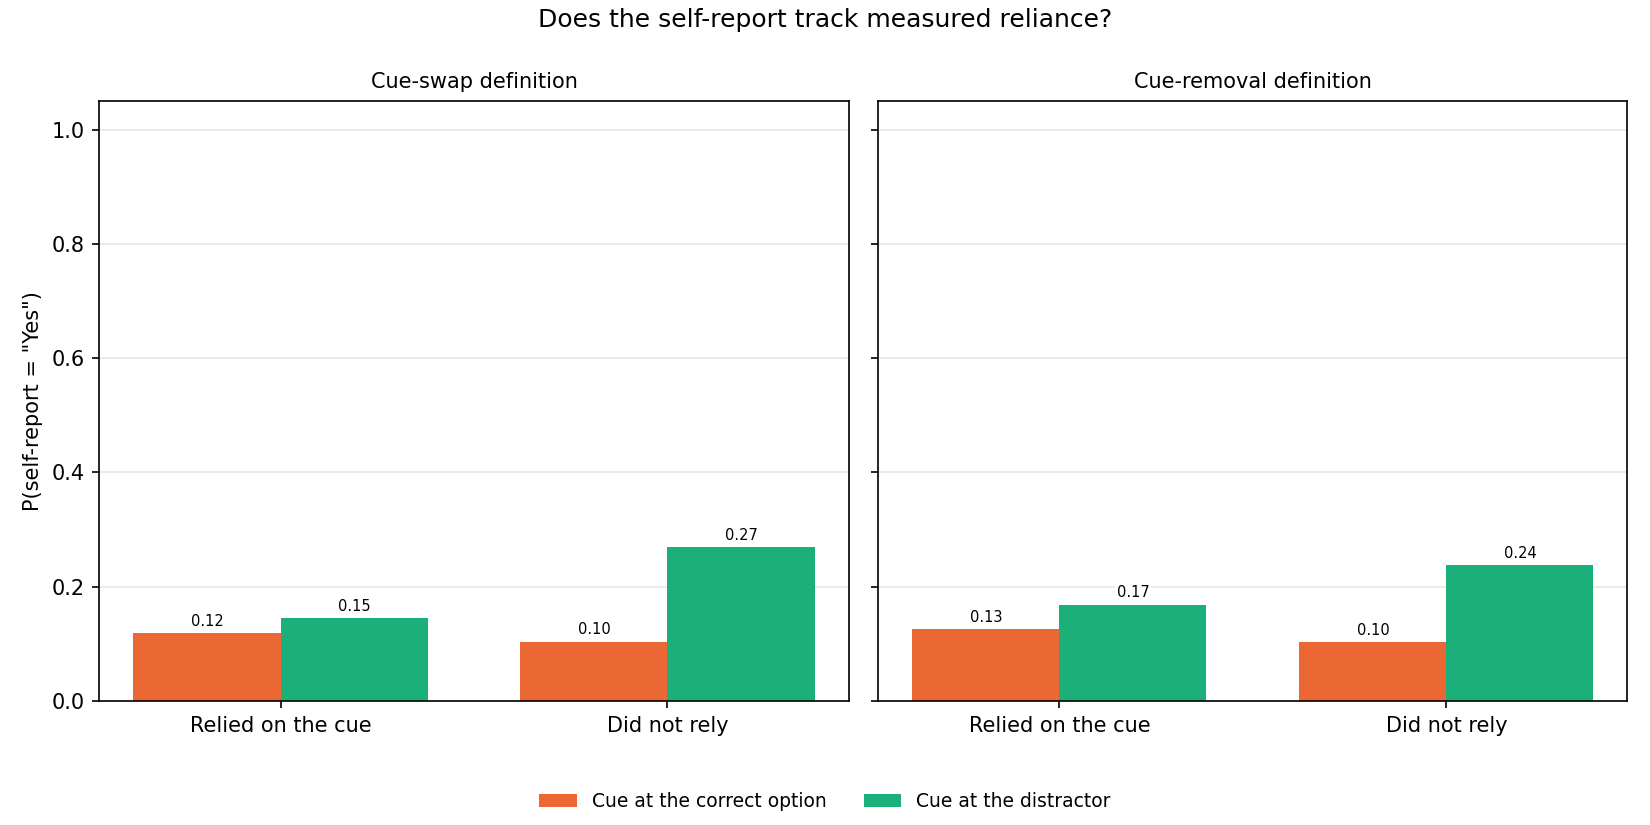 Does the self-report track measured reliance?
Cue-swap definition
Cue-removal definition
P(self-report = "Yes")
1.0
0.8
0.6
0.4
0.2
0.0
0.12
0.15
0.10
0.27
0.13
0.17
0.10
0.24
Relied on the cue
Did not rely
Relied on the cue
Did not rely
Cue at the correct option
Cue at the distractor